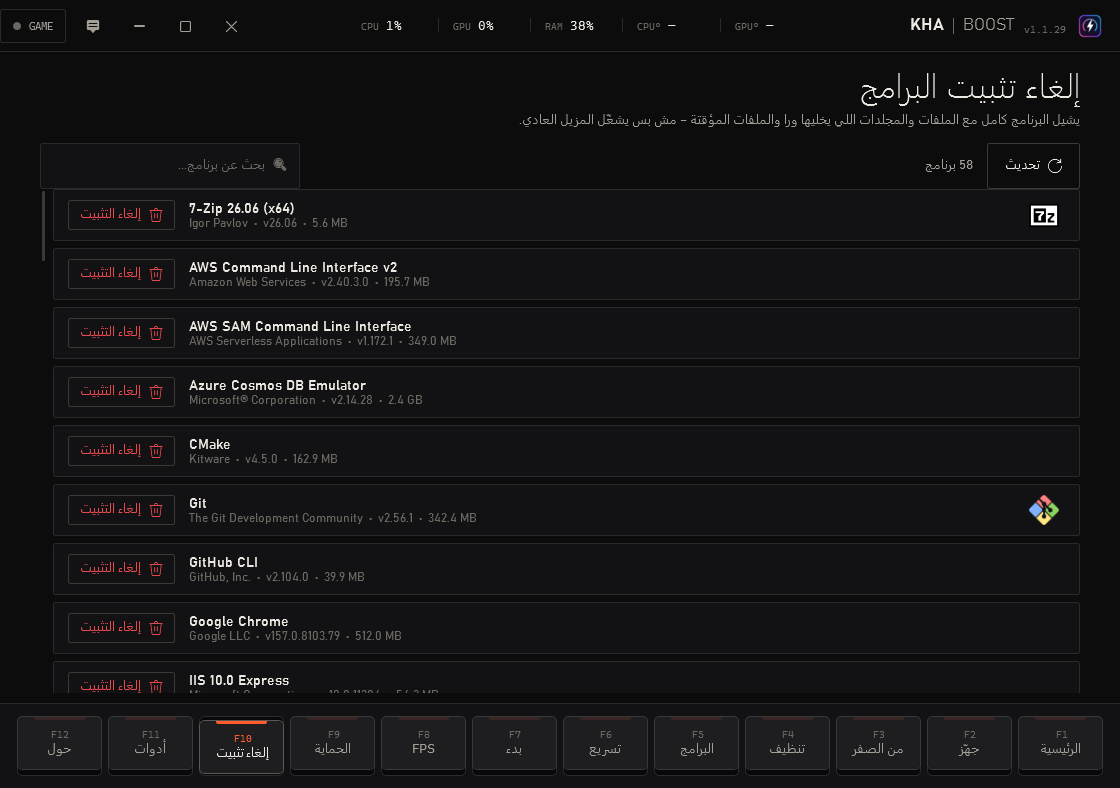 GAME
CPU 1%
GPU 0%
RAM 38%
CPU° —
GPU° —
KHA | BOOST v1.1.29
إلغاء تثبيت البرامج
يشيل البرنامج كامل مع الملفات والمجلدات اللي يخليها ورا والملفات المؤقتة – مش بس يشغّل المزيل العادي.
تحديث
58 برنامج
بحث عن برنامج...
7-Zip 26.06 (x64)
Igor Pavlov • v26.06 • 5.6 MB
إلغاء التثبيت
7z
AWS Command Line Interface v2
Amazon Web Services • v2.40.3.0 • 195.7 MB
إلغاء التثبيت
AWS SAM Command Line Interface
AWS Serverless Applications • v1.172.1 • 349.0 MB
إلغاء التثبيت
Azure Cosmos DB Emulator
Microsoft® Corporation • v2.14.28 • 2.4 GB
إلغاء التثبيت
CMake
Kitware • v4.5.0 • 162.9 MB
إلغاء التثبيت
Git
The Git Development Community • v2.56.1 • 342.4 MB
إلغاء التثبيت
GitHub CLI
GitHub, Inc. • v2.104.0 • 39.9 MB
إلغاء التثبيت
Google Chrome
Google LLC • v157.0.8103.79 • 512.0 MB
إلغاء التثبيت
IIS 10.0 Express
إلغاء التثبيت
F1
الرئيسية
F2
جهّز
F3
من الصفر
F4
تنظيف
F5
البرامج
F6
تسريع
F7
بدء
F8
FPS
F9
الحماية
F10
إلغاء تثبيت
F11
أدوات
F12
حول